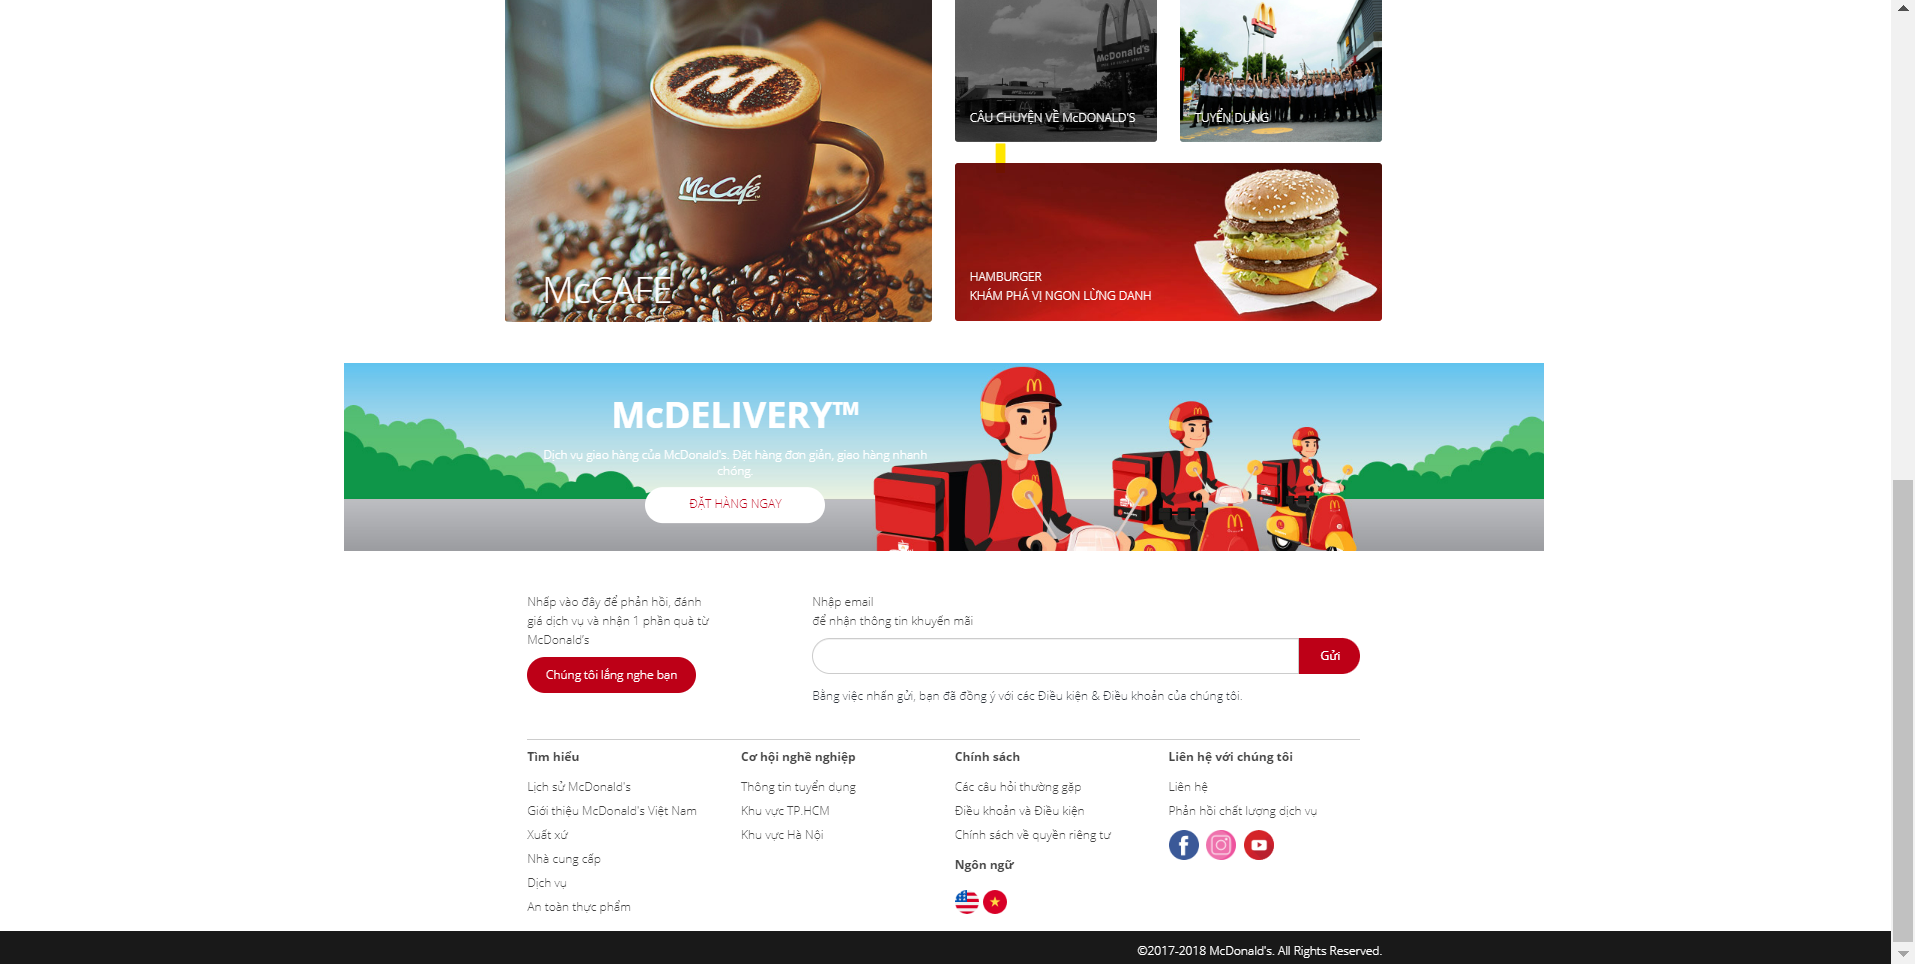 McCafé
McCAFÉ
McDonald's
CÂU CHUYỆN VỀ McDONALD'S
TUYỂN DỤNG
HAMBURGER
KHÁM PHÁ VỊ NGON LỪNG DANH
McDELIVERY™
Dịch vụ giao hàng của McDonald's. Đặt hàng đơn giản, giao hàng nhanh
chóng.
ĐẶT HÀNG NGAY
Nhấp vào đây để phản hồi, đánh
giá dịch vụ và nhận 1 phần quà từ
McDonald's
Chúng tôi lắng nghe bạn
Nhập email
để nhận thông tin khuyến mãi
Gửi
Bằng việc nhấn gửi, bạn đã đồng ý với các Điều kiện & Điều khoản của chúng tôi.
Tìm hiểu
Lịch sử McDonald's
Giới thiệu McDonald's Việt Nam
Xuất xứ
Nhà cung cấp
Dịch vụ
An toàn thực phẩm
Cơ hội nghề nghiệp
Thông tin tuyển dụng
Khu vực TP.HCM
Khu vực Hà Nội
Chính sách
Các câu hỏi thường gặp
Điều khoản và Điều kiện
Chính sách về quyền riêng tư
Ngôn ngữ
Liên hệ với chúng tôi
Liên hệ
Phản hồi chất lượng dịch vụ
©2017-2018 McDonald's. All Rights Reserved.